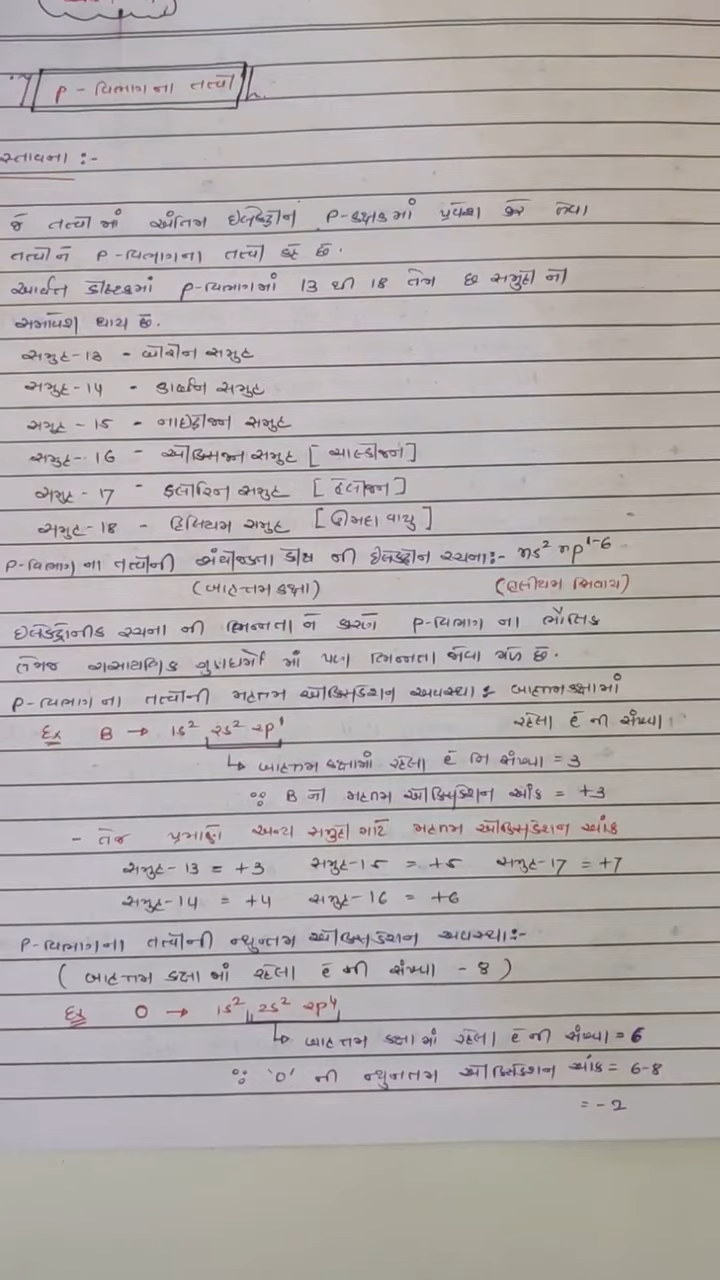 P - વિભાગના તત્વો
સ્તાવના :-
જે તત્વોમાં અંતિમ ઈલેક્ટ્રોન P-કક્ષકમાં પ્રવેશ કરે તેવા
તત્વોને P-વિભાગના તત્વો કહે છે.
આવર્ત કોષ્ટકમાં P-વિભાગમાં 13 થી 18 તેમ છ સમુહોનો
સમાવેશ થાય છે.
સમુહ-13 - બોરોન સમુહ
સમુહ-14 - કાર્બન સમુહ
સમુહ-15 - નાઈટ્રોજન સમુહ
સમુહ-16 - ઓક્સિજન સમુહ [ચાલ્કોજન]
સમુહ-17 - ફ્લોરિન સમુહ [હેલોજન]
સમુહ-18 - હિલિયમ સમુહ [નિષ્ક્રિય વાયુ]
P-વિભાગના તત્વોની સંયોજકતા કોષની ઈલેક્ટ્રોન રચના:- ns² np¹⁻⁶
(બાહ્યતમ કક્ષા) (હીલીયમ સિવાય)
ઈલેક્ટ્રોનીક રચનાની ભિન્નતાને કારણે P-વિભાગના ભૌતિક
તેમજ રાસાયણિક ગુણધર્મોમાં પણ ભિન્નતા જોવા મળે છે.
P-વિભાગના તત્વોની મહત્તમ ઓક્સિડેશન અવસ્થા : બાહ્યતમ કક્ષામાં
રહેલા ē ની સંખ્યા.
Ex B → 1s², 2s² 2p¹
↳ બાહ્યતમ કક્ષામાં રહેલા ē નિ સંખ્યા = 3
∴ B નો મહત્તમ ઓક્સિડેશન આંક = +3
- તેજ પ્રમાણે અન્ય સમુહો માટે મહત્તમ ઓક્સિડેશન આંક
સમુહ-13 = +3 સમુહ-15 = +5 સમુહ-17 = +7
સમુહ-14 = +4 સમુહ-16 = +6
P-વિભાગના તત્વોની ન્યુનતમ ઓક્સિડેશન અવસ્થા:-
(બાહ્યતમ કક્ષામાં રહેલા ē ની સંખ્યા - 8)
Ex O → 1s², 2s² 2p⁴
↳ બાહ્યતમ કક્ષામાં રહેલા ē ની સંખ્યા = 6
∴ 'O' ની ન્યુનતમ ઓક્સિડેશન આંક = 6-8
= -2